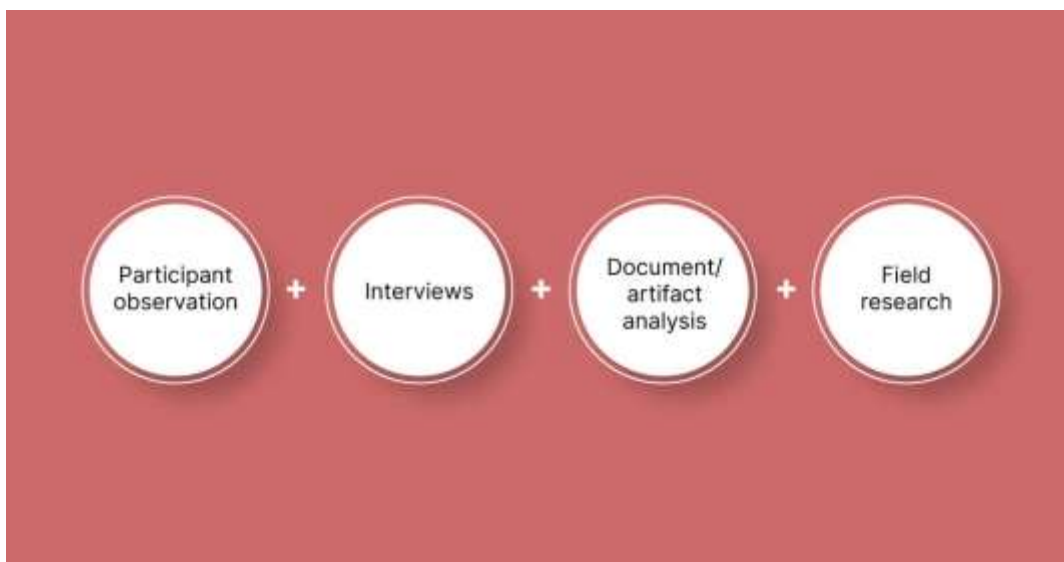 Participant
observation
+
Interviews
+
Document/
artifact
analysis
+
Field
research